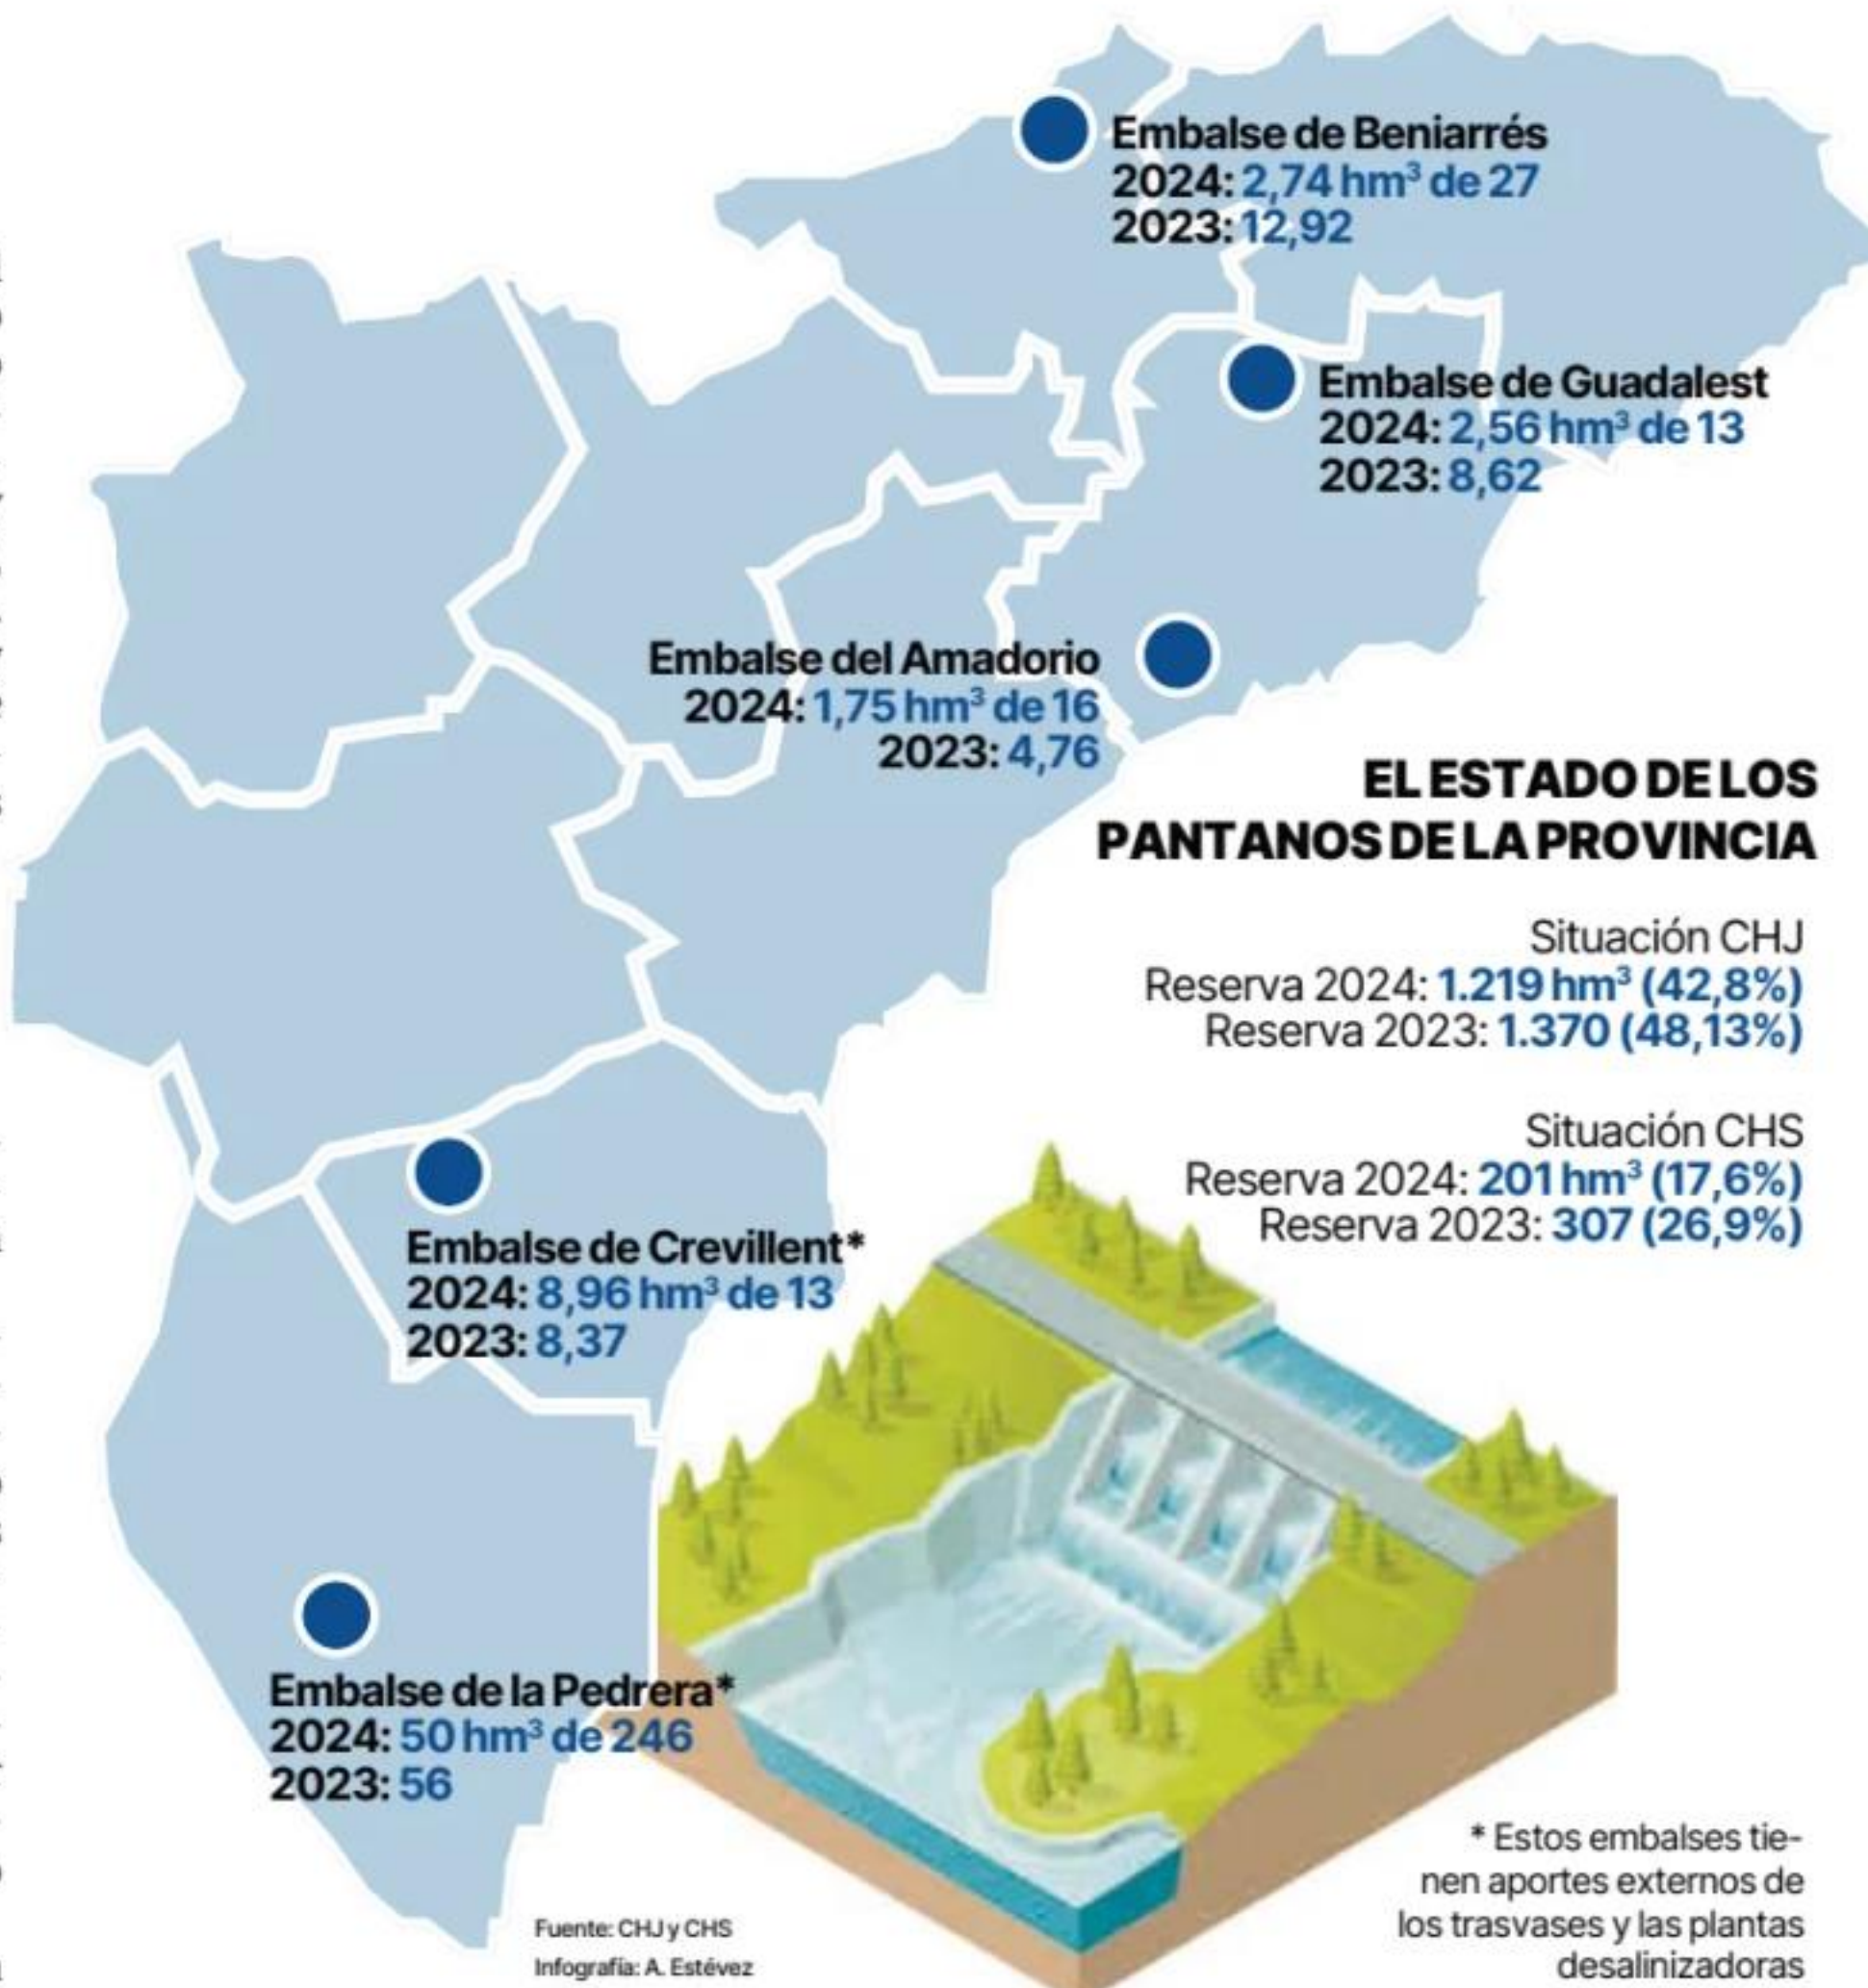 Embalse de Beniarrés
2024: 2,74 hm³ de 27
2023: 12,92
Embalse de Guadalest
2024: 2,56 hm³ de 13
2023: 8,62
Embalse del Amadorio
2024: 1,75 hm³ de 16
2023: 4,76
EL ESTADO DE LOS
PANTANOS DE LA PROVINCIA
Situación CHJ
Reserva 2024: 1.219 hm³ (42,8%)
Reserva 2023: 1.370 (48,13%)
Situación CHS
Reserva 2024: 201 hm³ (17,6%)
Reserva 2023: 307 (26,9%)
Embalse de Crevillent*
2024: 8,96 hm³ de 13
2023: 8,37
Embalse de la Pedrera*
2024: 50 hm³ de 246
2023: 56
* Estos embalses tie-
nen aportes externos de
los trasvases y las plantas
desalinizadoras
Fuente: CHJ y CHS
Infografía: A. Estévez